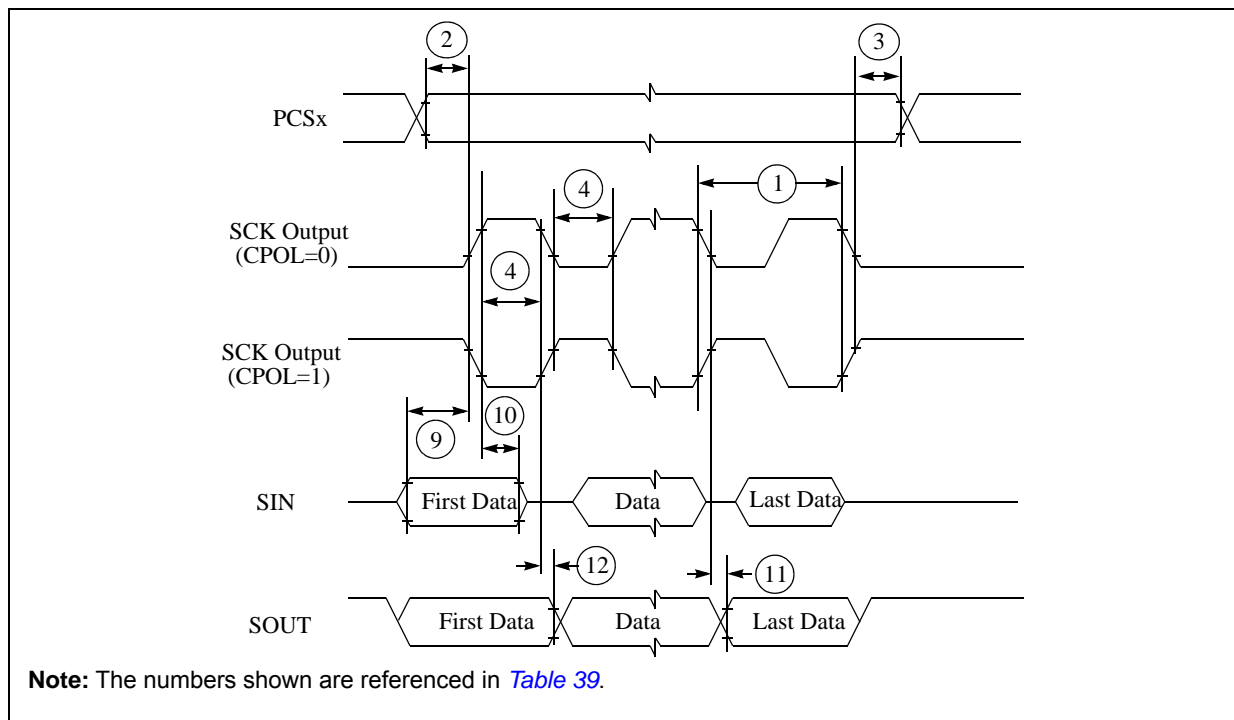 2
3
PCSx
1
4
SCK Output
(CPOL=0)
4
SCK Output
(CPOL=1)
10
9
SIN
First Data
Data
Last Data
12
11
SOUT
First Data
Data
Last Data
Note: The numbers shown are referenced in Table 39.